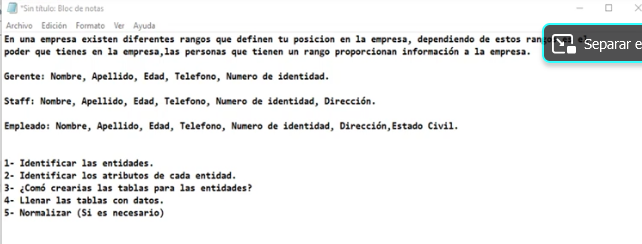 *Sin título: Bloc de notas
Archivo Edición Formato Ver Ayuda
En una empresa existen diferentes rangos que definen tu posicion en la empresa, dependiendo de estos rangos es el
Separar e
poder que tienes en la empresa,las personas que tienen un rango proporcionan información a la empresa.
Gerente: Nombre, Apellido, Edad, Telefono, Numero de identidad.
Staff: Nombre, Apellido, Edad, Telefono, Numero de identidad, Dirección.
Empleado: Nombre, Apellido, Edad, Telefono, Numero de identidad, Dirección,Estado Civil.
1- Identificar las entidades.
2- Identificar los atributos de cada entidad.
3- ¿Comó crearias las tablas para las entidades?
4- Llenar las tablas con datos.
5- Normalizar (Si es necesario)